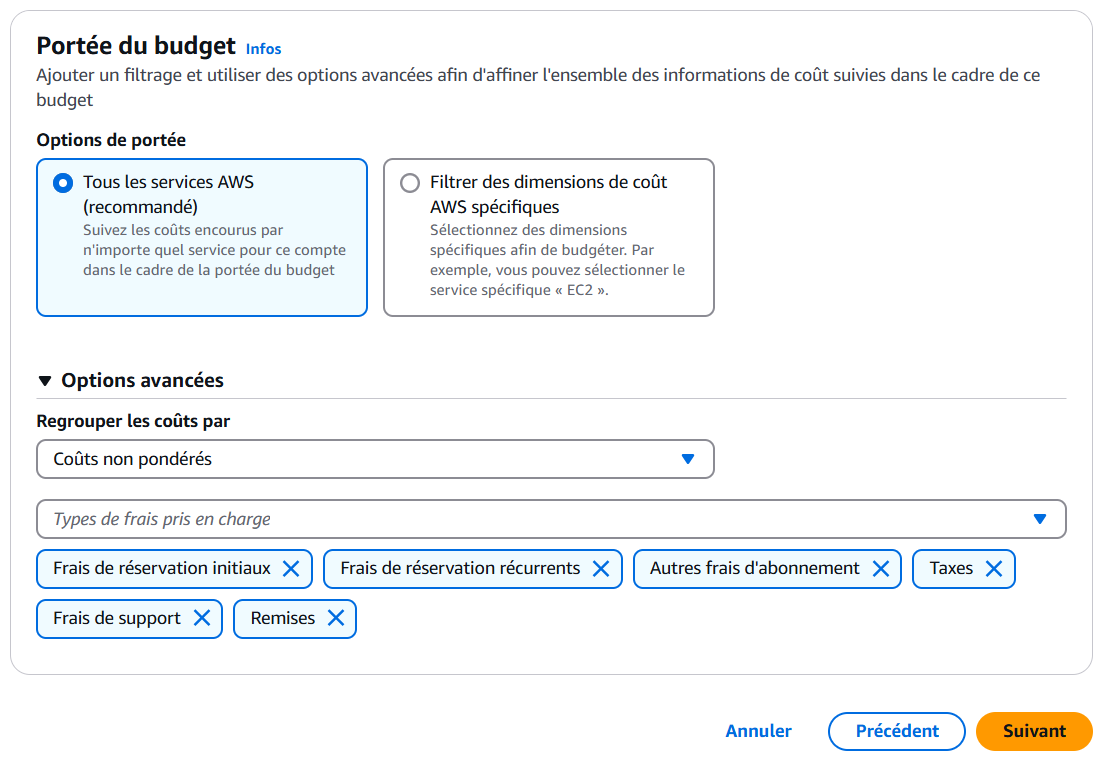 Portée du budget Infos
Ajouter un filtrage et utiliser des options avancées afin d'affiner l'ensemble des informations de coût suivies dans le cadre de ce
budget
Options de portée
Tous les services AWS
(recommandé)
Suivez les coûts encourus par
n'importe quel service pour ce compte
dans le cadre de la portée du budget
Filtrer des dimensions de coût
AWS spécifiques
Sélectionnez des dimensions
spécifiques afin de budgéter. Par
exemple, vous pouvez sélectionner le
service spécifique « EC2 ».
Options avancées
Regrouper les coûts par
Coûts non pondérés
Types de frais pris en charge
Frais de réservation initiaux Frais de réservation récurrents Autres frais d'abonnement Taxes
Frais de support Remises
Annuler Précédent Suivant